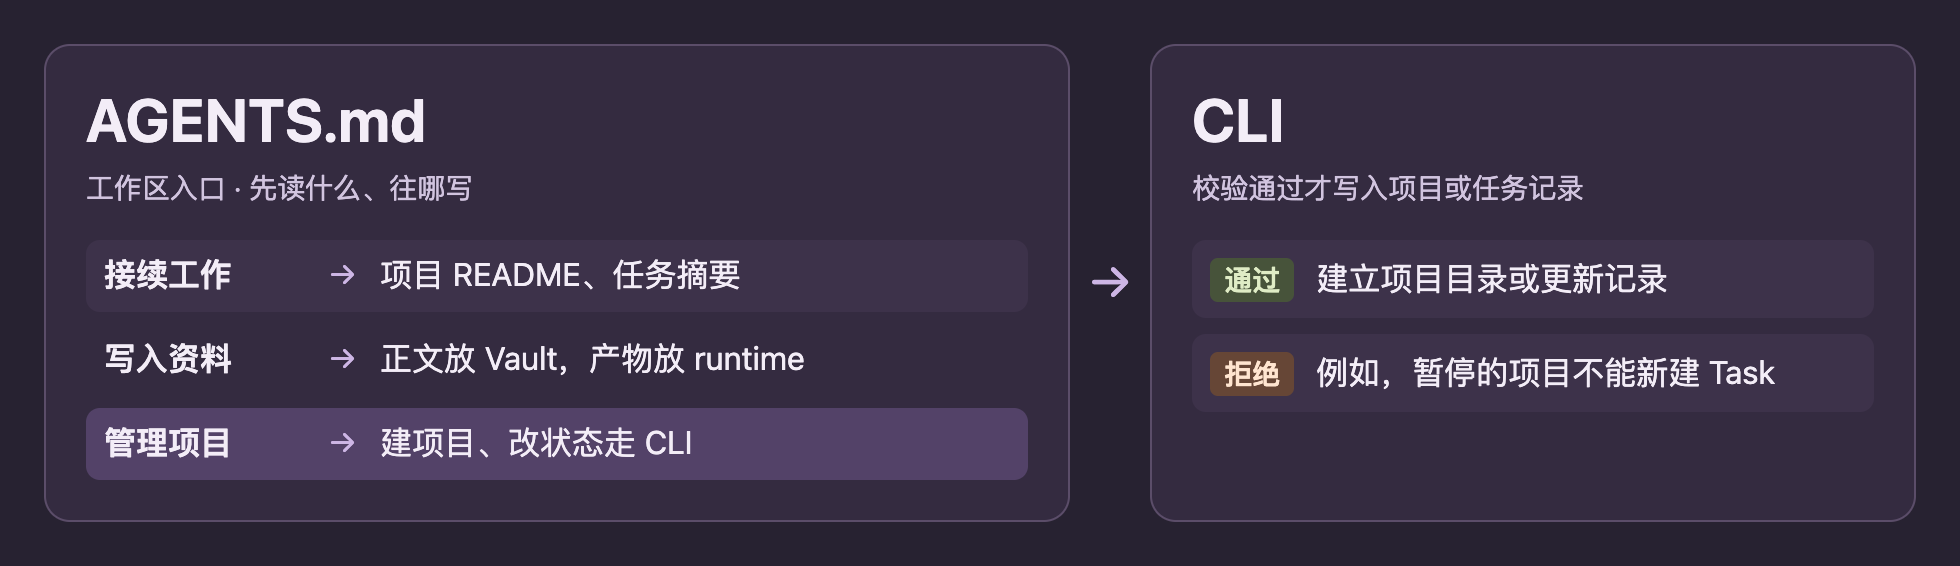 AGENTS.md
工作区入口 · 先读什么、往哪写
接续工作 → 项目 README、任务摘要
写入资料 → 正文放 Vault，产物放 runtime
管理项目 → 建项目、改状态走 CLI
→
CLI
校验通过才写入项目或任务记录
通过 建立项目目录或更新记录
拒绝 例如，暂停的项目不能新建 Task